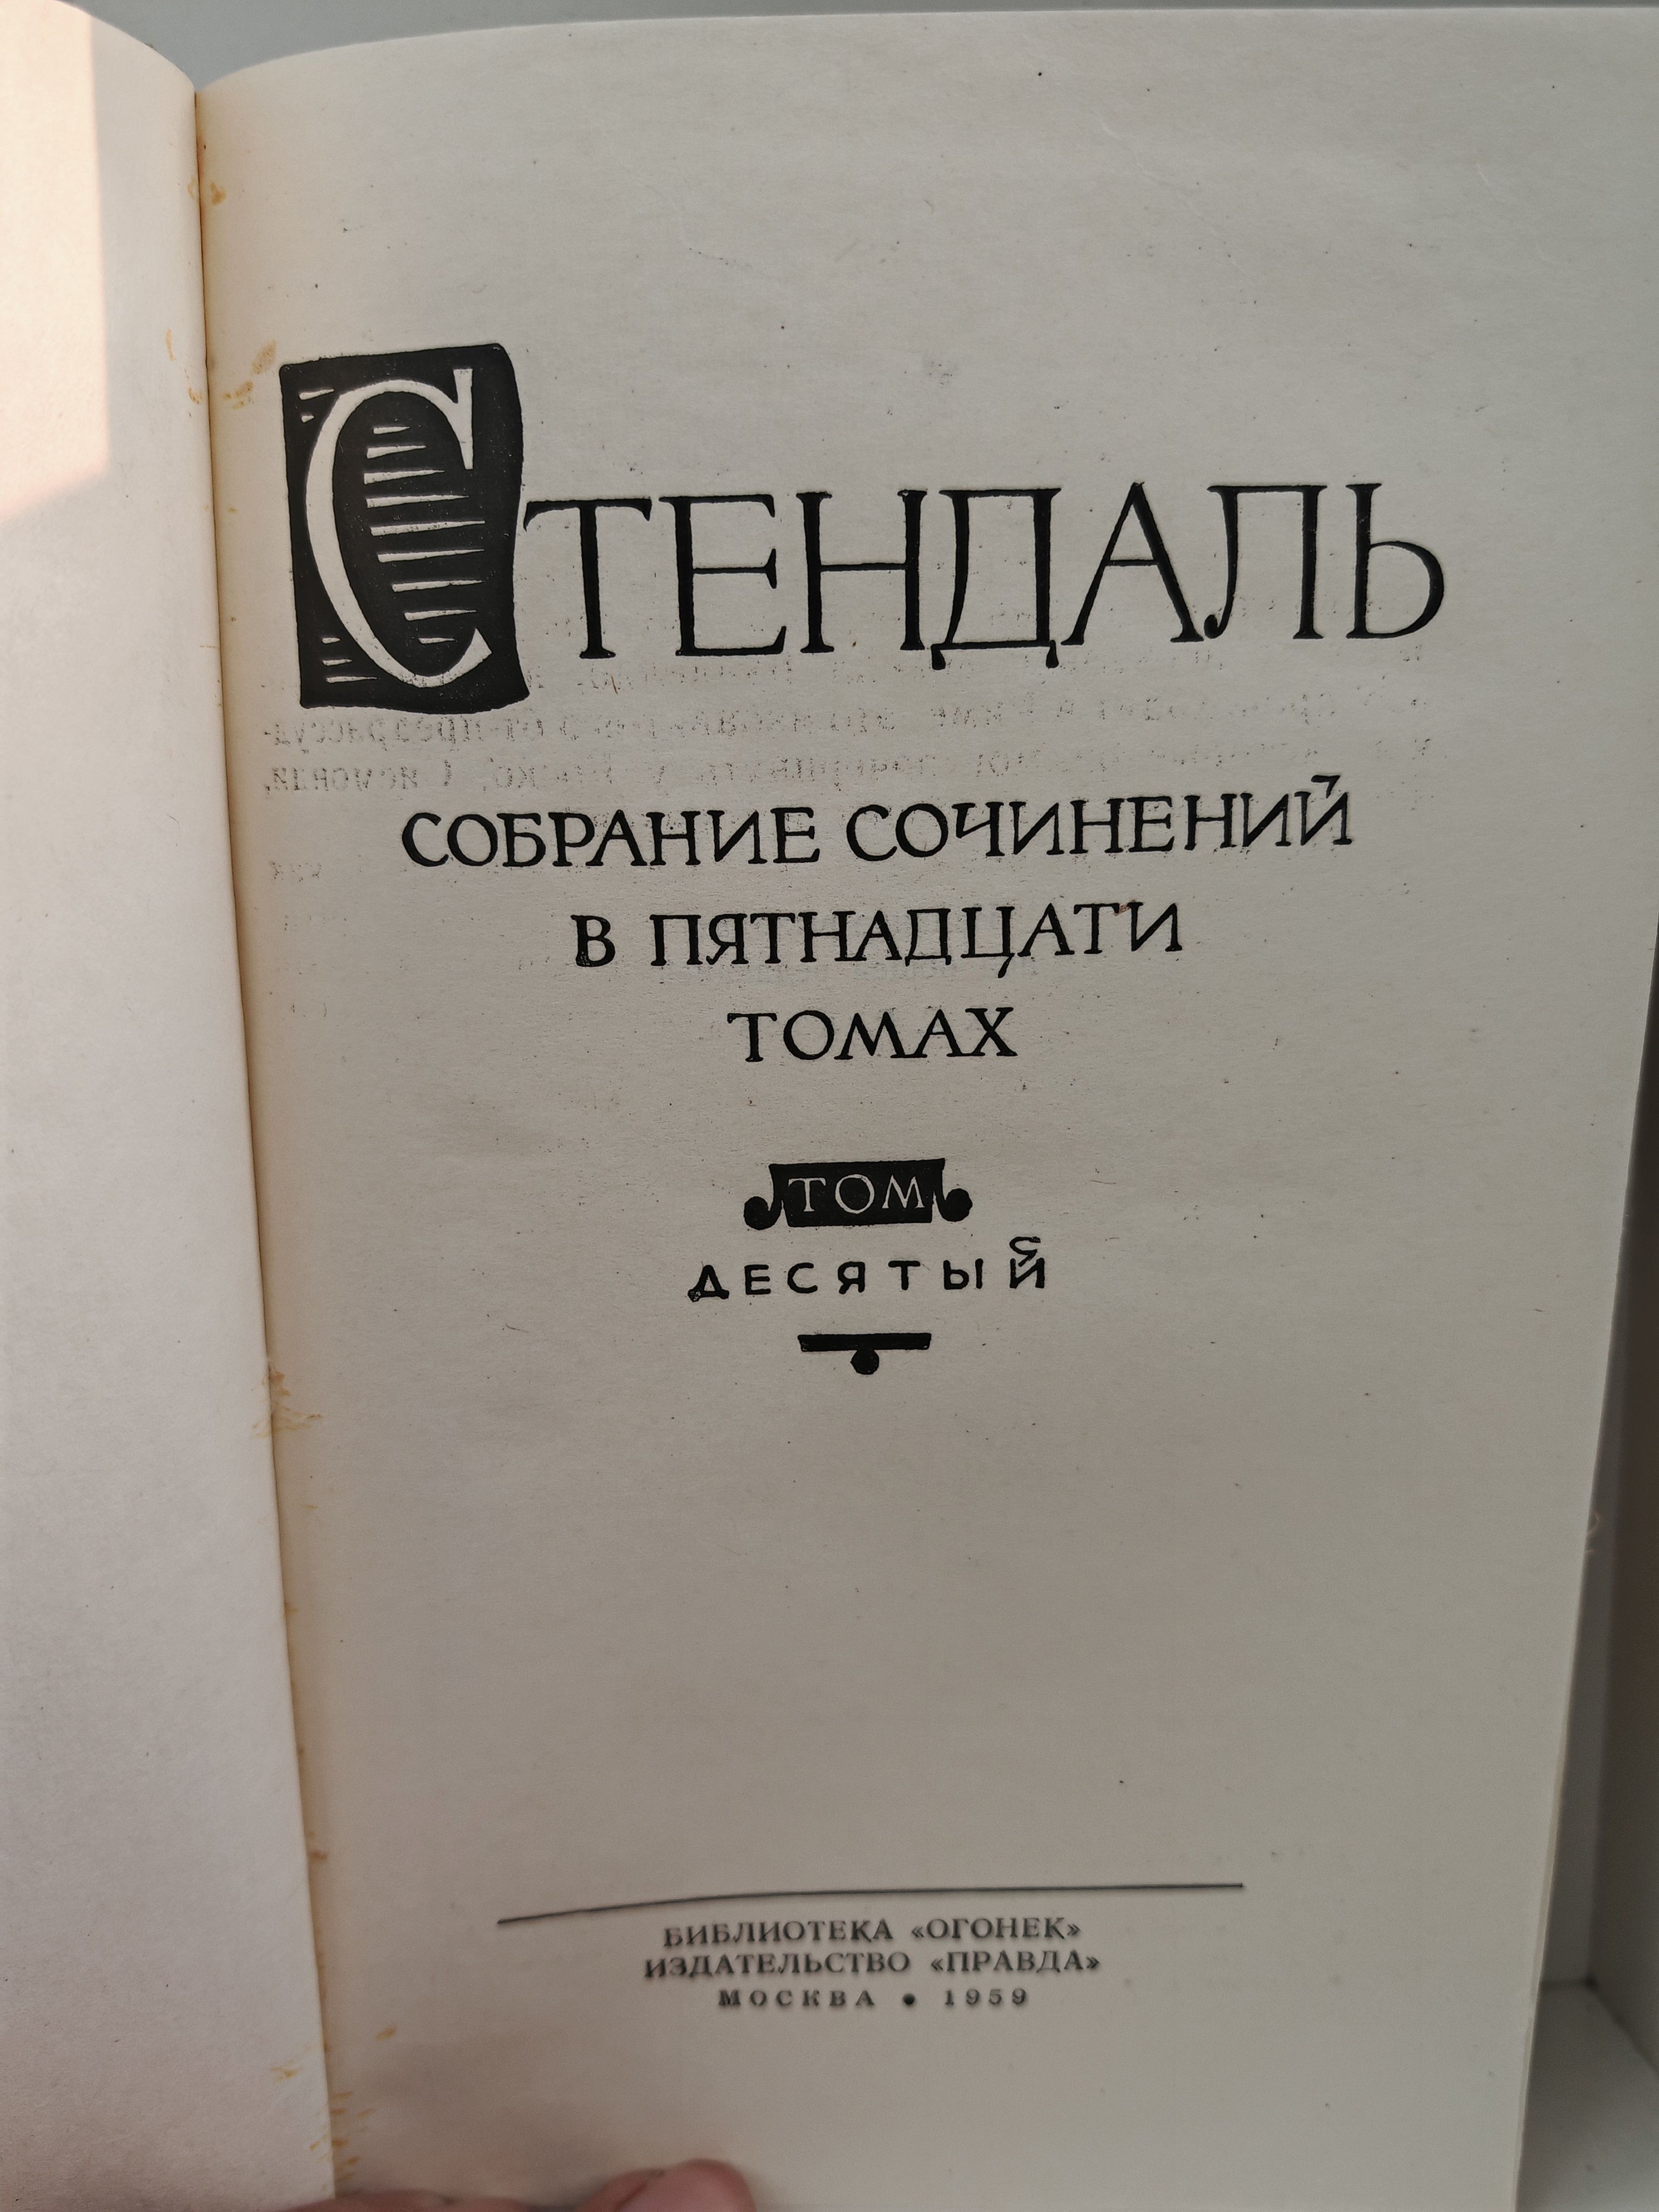 СТЕНДАЛЬ
СОБРАНИЕ СОЧИНЕНИЙ
В ПЯТНАДЦАТИ
ТОМАХ
ТОМ
ДЕСЯТЫЙ
БИБЛИОТЕКА «ОГОНЕК»
ИЗДАТЕЛЬСТВО «ПРАВДА»
МОСКВА • 1959